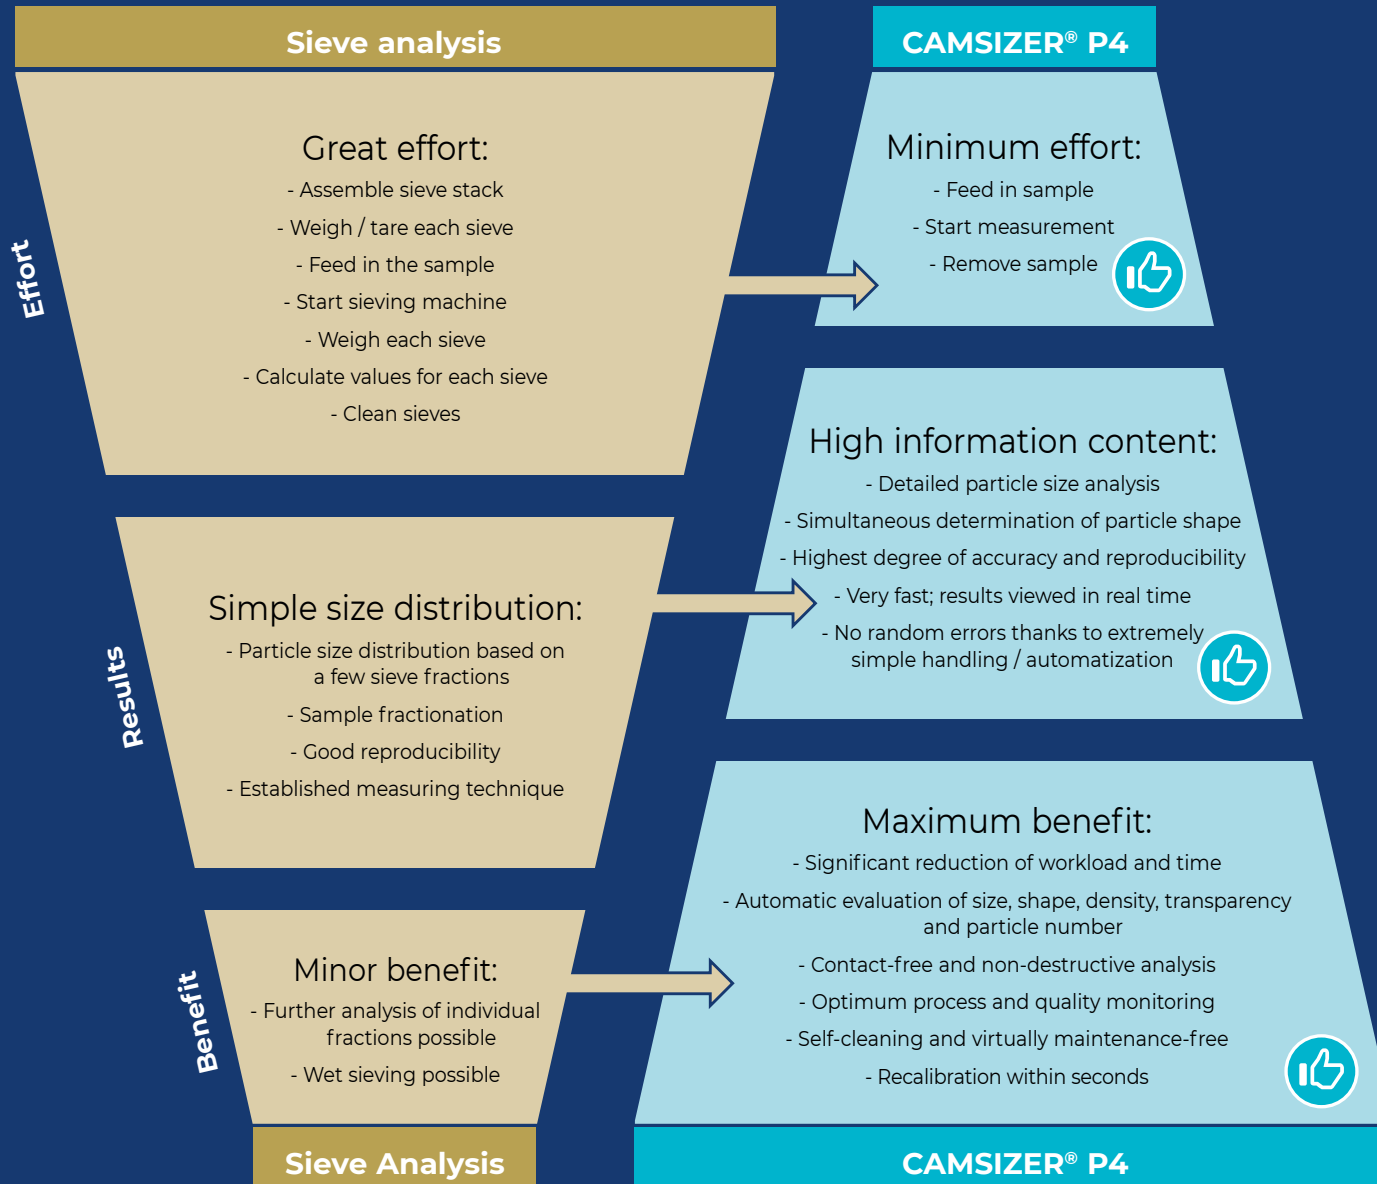 Sieve analysis
Effort
Great effort:
- Assemble sieve stack
- Weigh / tare each sieve
- Feed in the sample
- Start sieving machine
- Weigh each sieve
- Calculate values for each sieve
- Clean sieves
Results
Simple size distribution:
- Particle size distribution based on
a few sieve fractions
- Sample fractionation
- Good reproducibility
- Established measuring technique
Benefit
Minor benefit:
- Further analysis of individual
fractions possible
- Wet sieving possible
Sieve Analysis
CAMSIZER® P4
Minimum effort:
- Feed in sample
- Start measurement
- Remove sample
High information content:
- Detailed particle size analysis
- Simultaneous determination of particle shape
- Highest degree of accuracy and reproducibility
- Very fast; results viewed in real time
- No random errors thanks to extremely
simple handling / automatization
Maximum benefit:
- Significant reduction of workload and time
- Automatic evaluation of size, shape, density, transparency
and particle number
- Contact-free and non-destructive analysis
- Optimum process and quality monitoring
- Self-cleaning and virtually maintenance-free
- Recalibration within seconds
CAMSIZER® P4